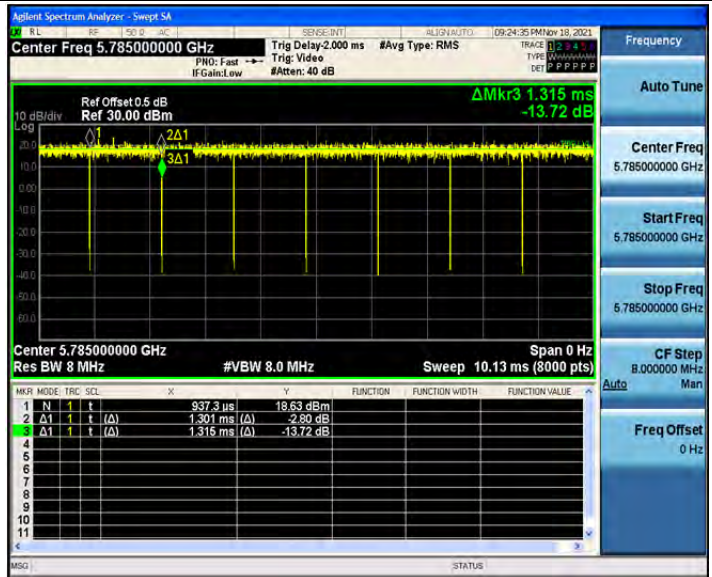 Agilent Spectrum Analyzer - Swept SA
RL RF 50 Ω AC SENSE:INT ALIGNAUTO 09:24:35 PM Nov 18, 2021
Center Freq 5.785000000 GHz Trig Delay-2.000 ms #Avg Type: RMS TRACE 1 2 3 4 5 6
PNO: Fast Trig: Video TYPE
IFGain:Low #Atten: 40 dB DET P P P P P P
Ref Offset 0.5 dB ΔMkr3 1.315 ms
10 dB/div Ref 30.00 dBm -13.72 dB
Log
1
2Δ1
3Δ1
20.0
10.0
0.00
-10.0
-20.0
-30.0
-40.0
-50.0
-60.0
Center 5.785000000 GHz Span 0 Hz
Res BW 8 MHz #VBW 8.0 MHz Sweep 10.13 ms (8000 pts)
MKR MODE TRC SCL X Y FUNCTION FUNCTION WIDTH FUNCTION VALUE
1 N 1 t 937.3 µs 18.63 dBm
2 Δ1 1 t (Δ) 1.301 ms (Δ) -2.80 dB
3 Δ1 1 t (Δ) 1.315 ms (Δ) -13.72 dB
4
5
6
7
8
9
10
11
MSG STATUS
Frequency
Auto Tune
Center Freq
5.785000000 GHz
Start Freq
5.785000000 GHz
Stop Freq
5.785000000 GHz
CF Step
8.000000 MHz
Auto Man
Freq Offset
0 Hz